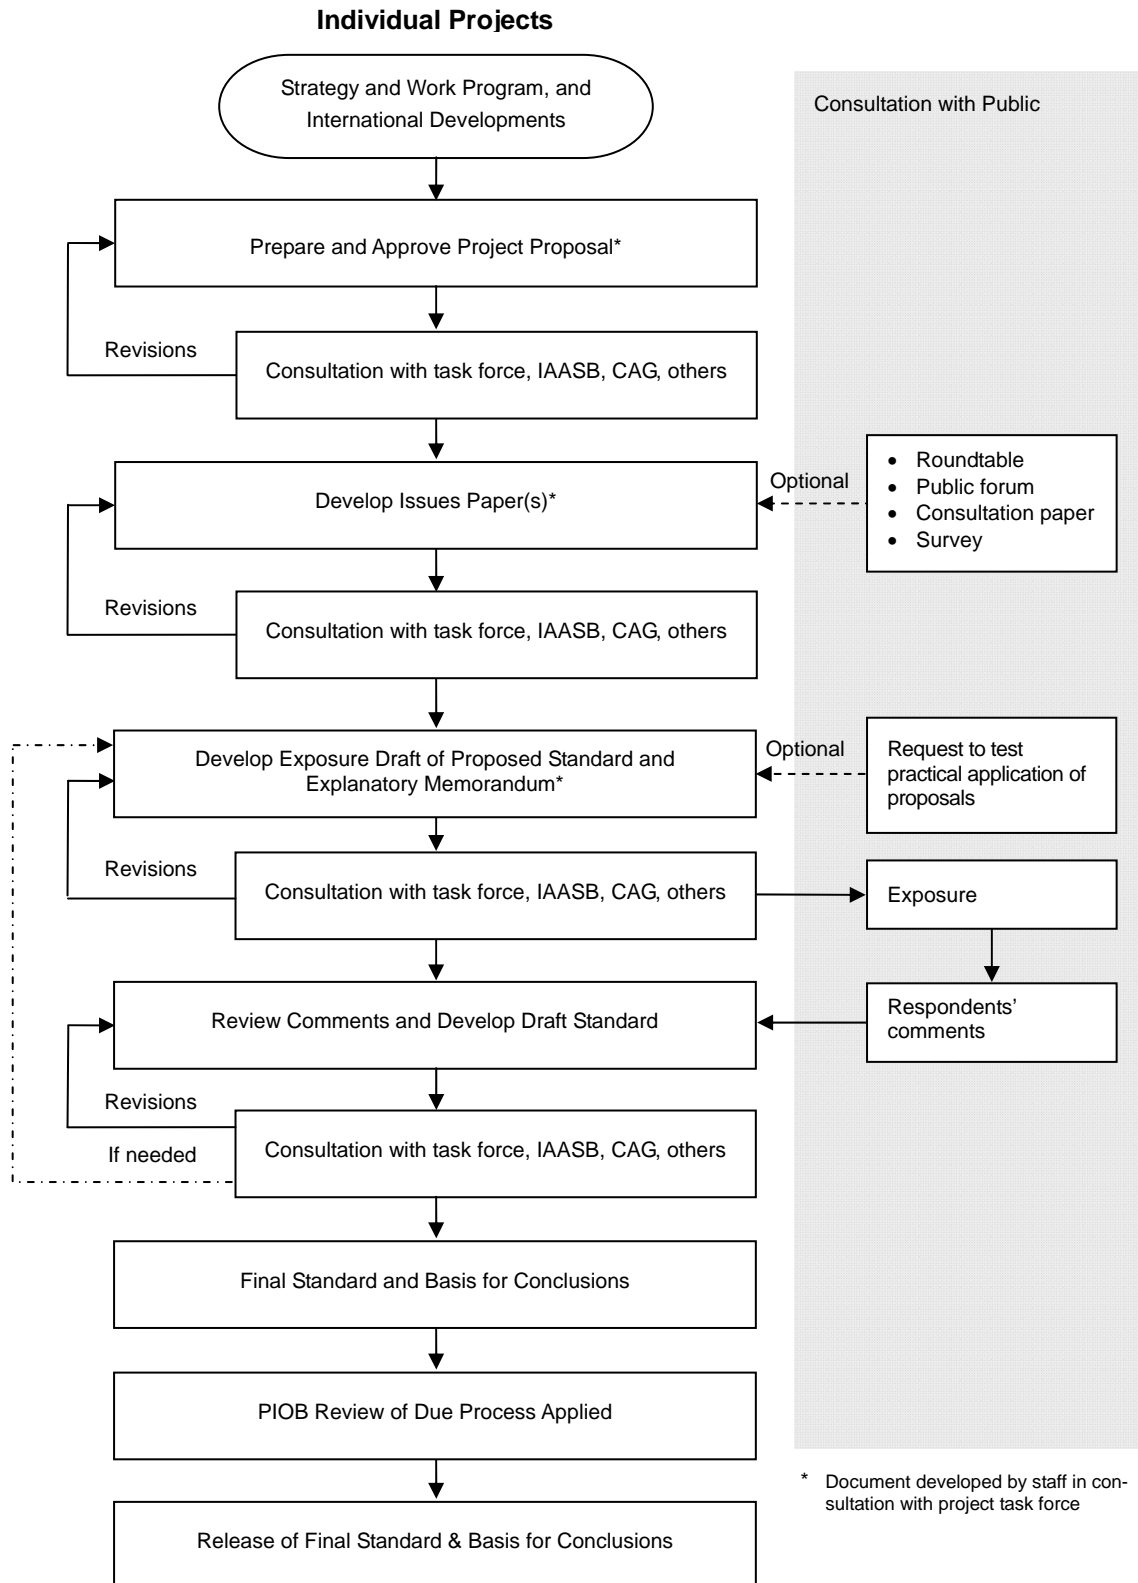 Individual Projects
Strategy and Work Program, and
International Developments
Consultation with Public
Prepare and Approve Project Proposal*
Revisions
Consultation with task force, IAASB, CAG, others
Develop Issues Paper(s)*
Optional
• Roundtable
• Public forum
• Consultation paper
• Survey
Revisions
Consultation with task force, IAASB, CAG, others
Develop Exposure Draft of Proposed Standard and
Explanatory Memorandum*
Optional
Request to test
practical application of
proposals
Revisions
Consultation with task force, IAASB, CAG, others
Exposure
Review Comments and Develop Draft Standard
Respondents’
comments
Revisions
If needed
Consultation with task force, IAASB, CAG, others
Final Standard and Basis for Conclusions
PIOB Review of Due Process Applied
* Document developed by staff in con-
sultation with project task force
Release of Final Standard & Basis for Conclusions